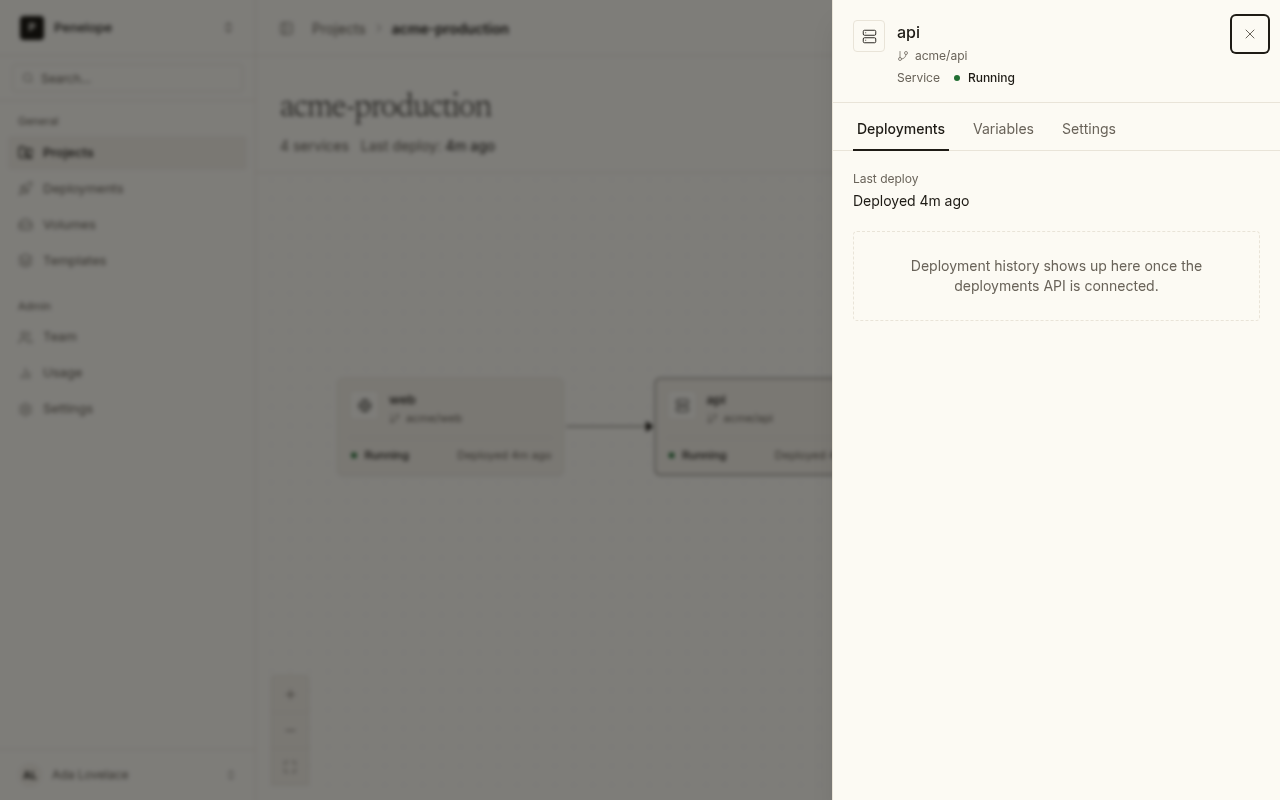 P
Penelope
Search...
General
Projects
Deployments
Volumes
Templates
Admin
Team
Usage
Settings
AL
Ada Lovelace
Projects
acme-production
acme-production
4 services
Last deploy: 4m ago
web
acme/web
Running
Deployed 4m ago
api
acme/api
Running
Deployed
api
acme/api
Service
Running
Deployments
Variables
Settings
Last deploy
Deployed 4m ago
Deployment history shows up here once the
deployments API is connected.